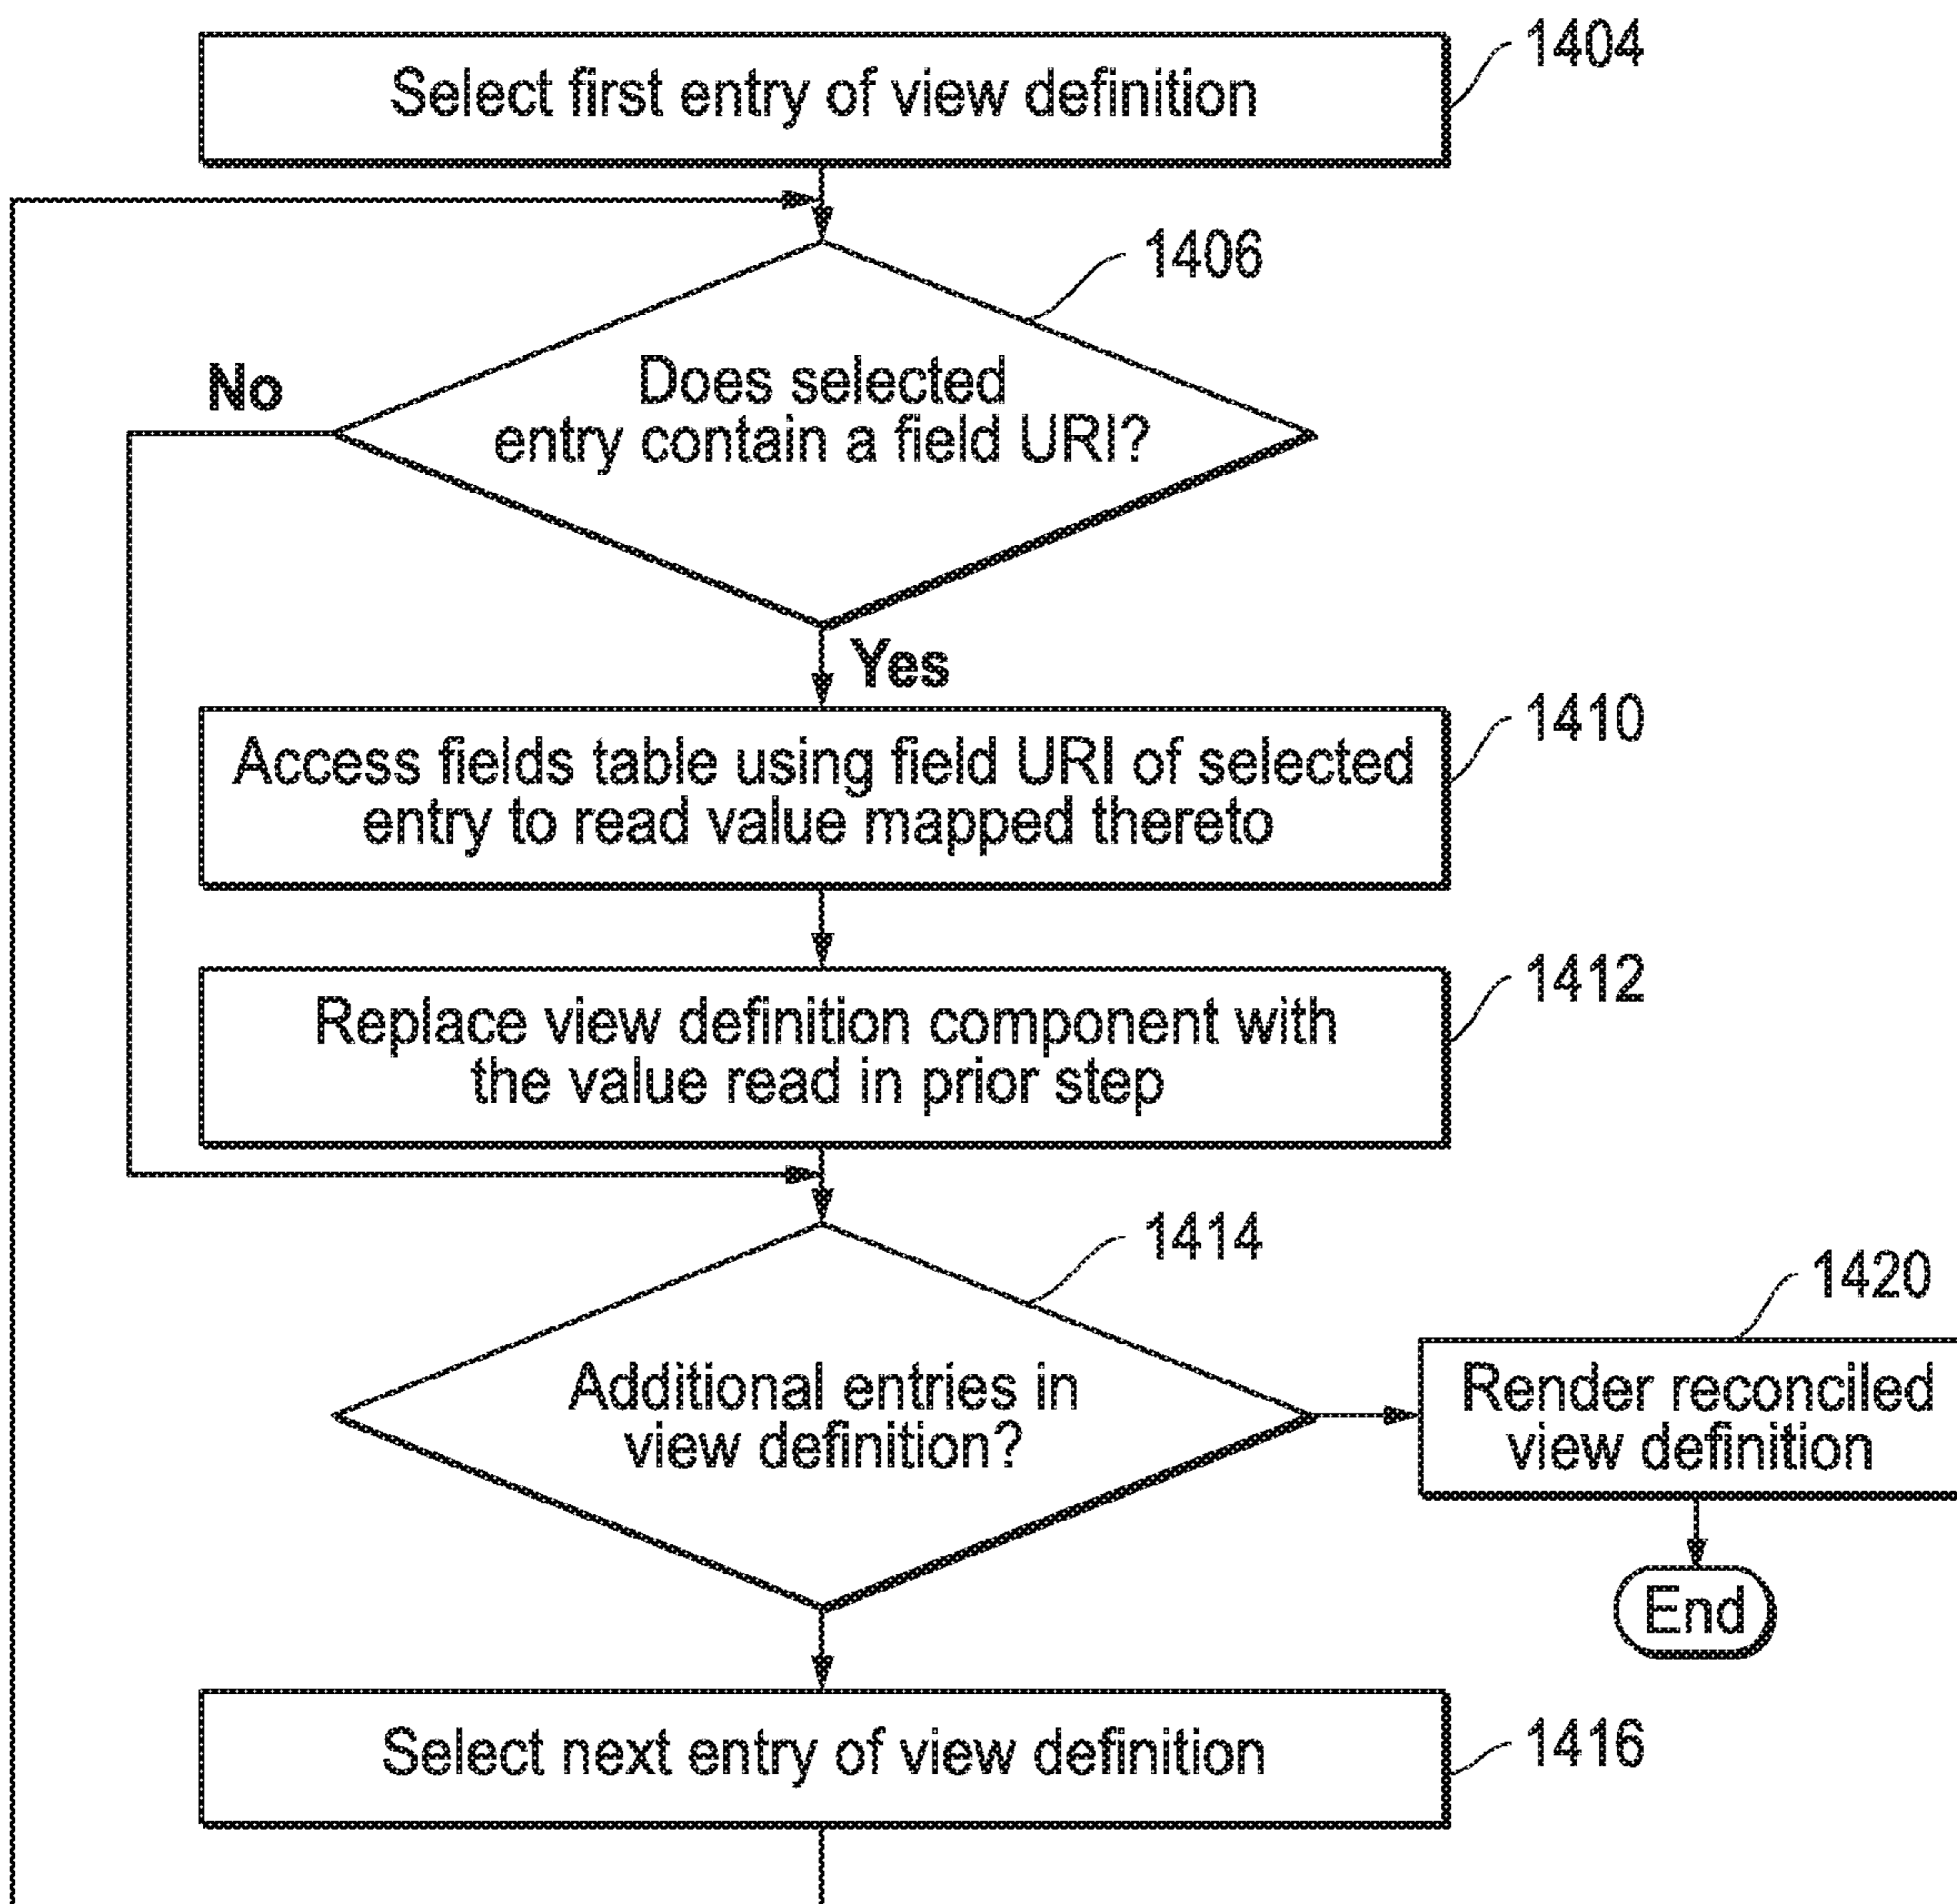 Select first entry of view definition
1404
1406
No
Does selected
entry contain a field URI?
Yes
1410
Access fields table using field URI of selected
entry to read value mapped thereto
1412
Replace view definition component with
the value read in prior step
1414
1420
Additional entries in
view definition?
Render reconciled
view definition
End
Select next entry of view definition
1416